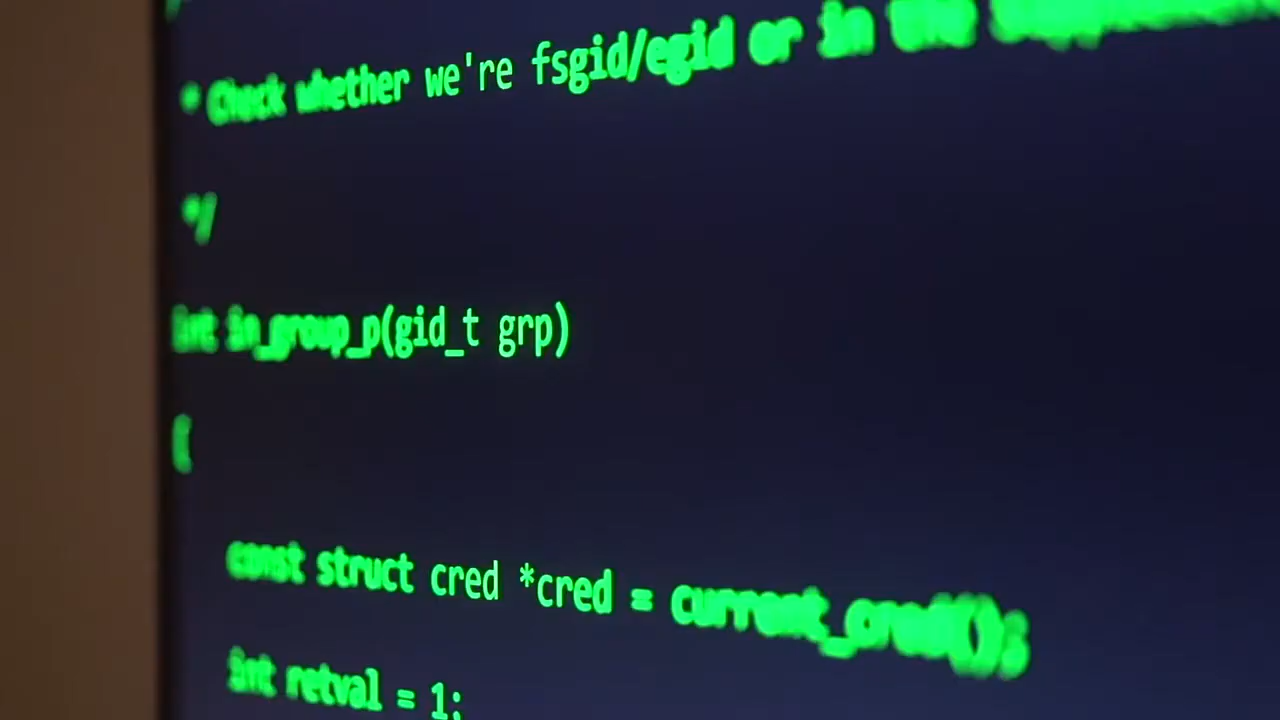 * Check whether we're fsgid/egid or in the
*/
int in_group_p(gid_t grp)
{
const struct cred *cred = current_cred();
int retval = 1;